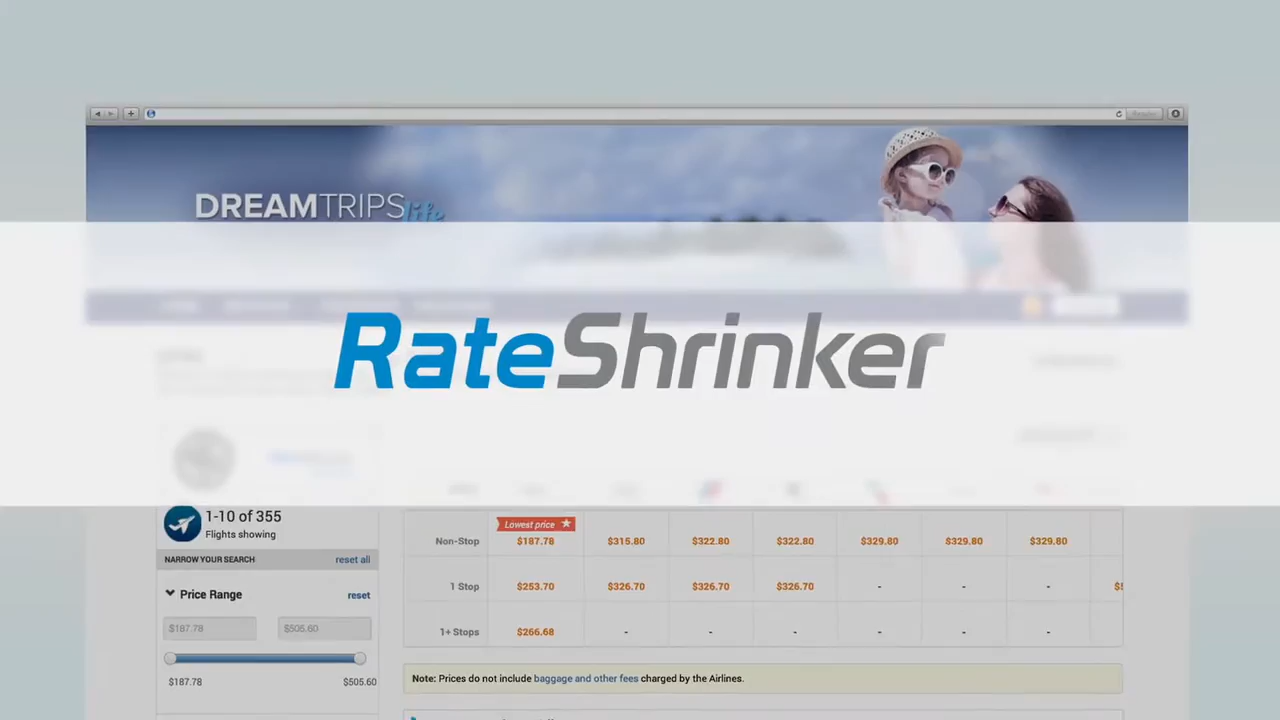 DREAMTRIPS life
RateShrinker
1-10 of 355
Flights showing
NARROW YOUR SEARCH reset all
Price Range reset
$187.78 $505.60
$187.78 $505.60
Lowest price
Non-Stop $187.78 $315.80 $322.80 $322.80 $329.80 $329.80 $329.80
1 Stop $253.70 $326.70 $326.70 $326.70 - - -
1+ Stops $266.68 - - - - - -
Note: Prices do not include baggage and other fees charged by the Airlines.